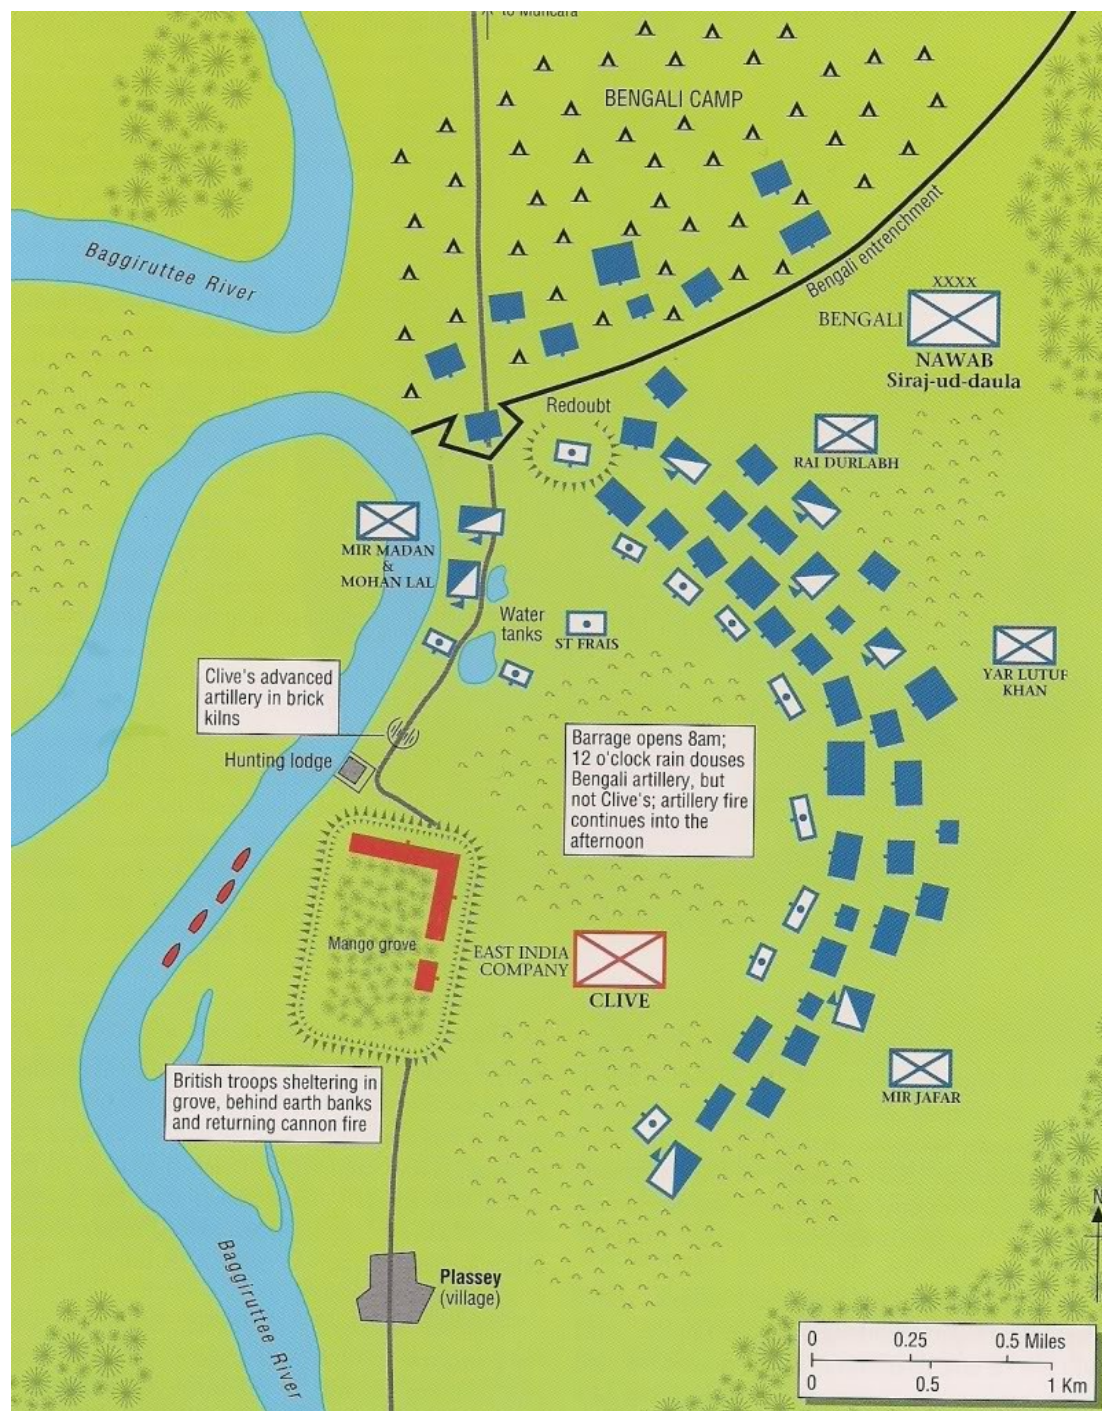 to Muncara
BENGALI CAMP
Baggiruttee River
Bengali entrenchment
XXXX
BENGALI
NAWAB
Siraj-ud-daula
Redoubt
RAI DURLABH
MIR MADAN
&
MOHAN LAL
Water
tanks
ST FRAIS
YAR LUTUF
KHAN
Clive's advanced
artillery in brick
kilns
Hunting lodge
Barrage opens 8am;
12 o'clock rain douses
Bengali artillery, but
not Clive's; artillery fire
continues into the
afternoon
Mango grove
EAST INDIA
COMPANY
CLIVE
MIR JAFAR
British troops sheltering in
grove, behind earth banks
and returning cannon fire
N
Baggiruttee River
Plassey
(village)
0 0.25 0.5 Miles
0 0.5 1 Km